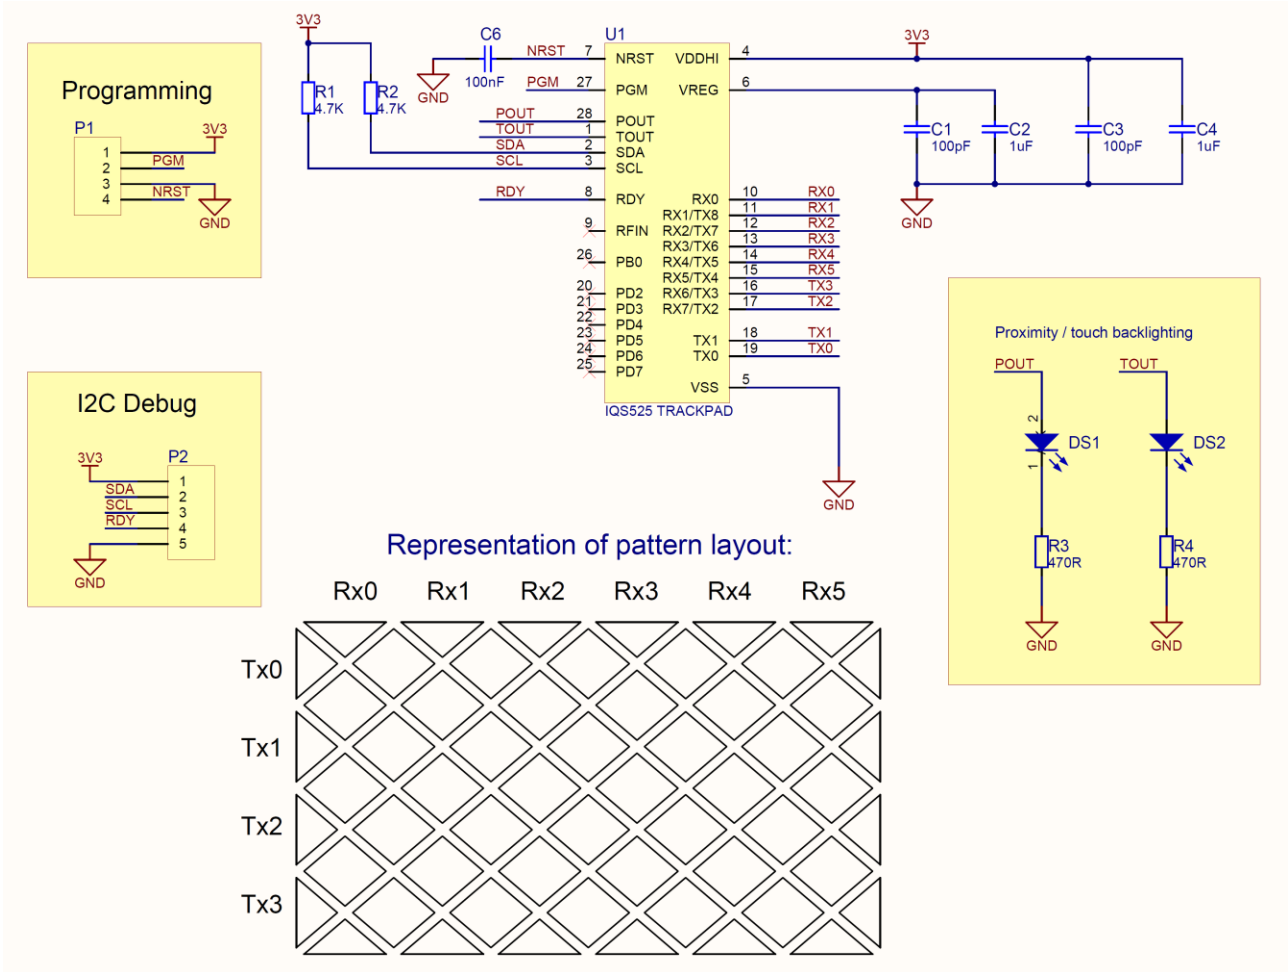 Programming
P1
3V3
1
2
PGM
3
4
NRST
GND
I2C Debug
3V3
P2
1
SDA
2
SCL
3
RDY
4
5
GND
3V3
R1
4.7K
R2
4.7K
C6
100nF
GND
NRST
7
PGM
27
POUT
28
TOUT
1
SDA
2
SCL
3
RDY
8
9
26
20
21
22
23
24
25
U1
NRST
PGM
POUT
TOUT
SDA
SCL
RDY
RFIN
PB0
PD2
PD3
PD4
PD5
PD6
PD7
VDDHI
VREG
RX0
RX1/TX8
RX2/TX7
RX3/TX6
RX4/TX5
RX5/TX4
RX6/TX3
RX7/TX2
TX1
TX0
VSS
IQS525 TRACKPAD
4
6
10 RX0
11 RX1
12 RX2
13 RX3
14 RX4
15 RX5
16 TX3
17 TX2
18 TX1
19 TX0
5
GND
3V3
C1
100pF
C2
1uF
C3
100pF
C4
1uF
GND
Proximity / touch backlighting
POUT
TOUT
2
1
DS1
DS2
R3
470R
R4
470R
GND
GND
Representation of pattern layout:
Rx0 Rx1 Rx2 Rx3 Rx4 Rx5
Tx0
Tx1
Tx2
Tx3